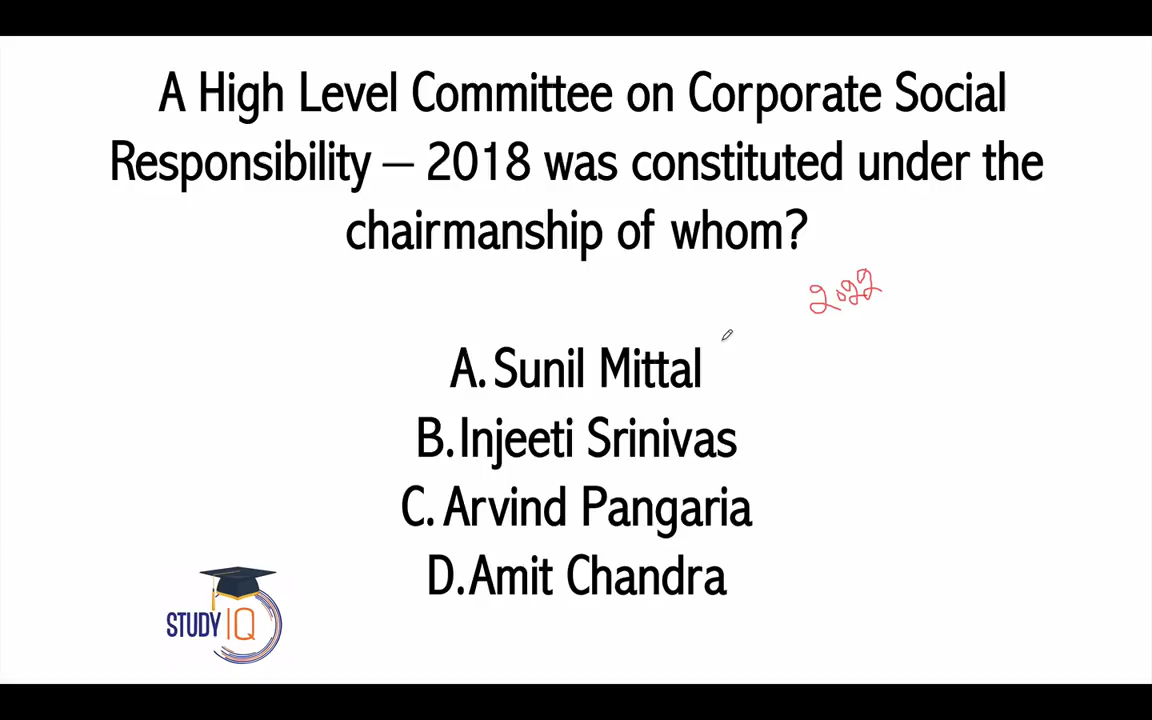 A High Level Committee on Corporate Social
Responsibility – 2018 was constituted under the
chairmanship of whom?
2022
A. Sunil Mittal
B. Injeeti Srinivas
C. Arvind Pangaria
D. Amit Chandra
STUDY IQ